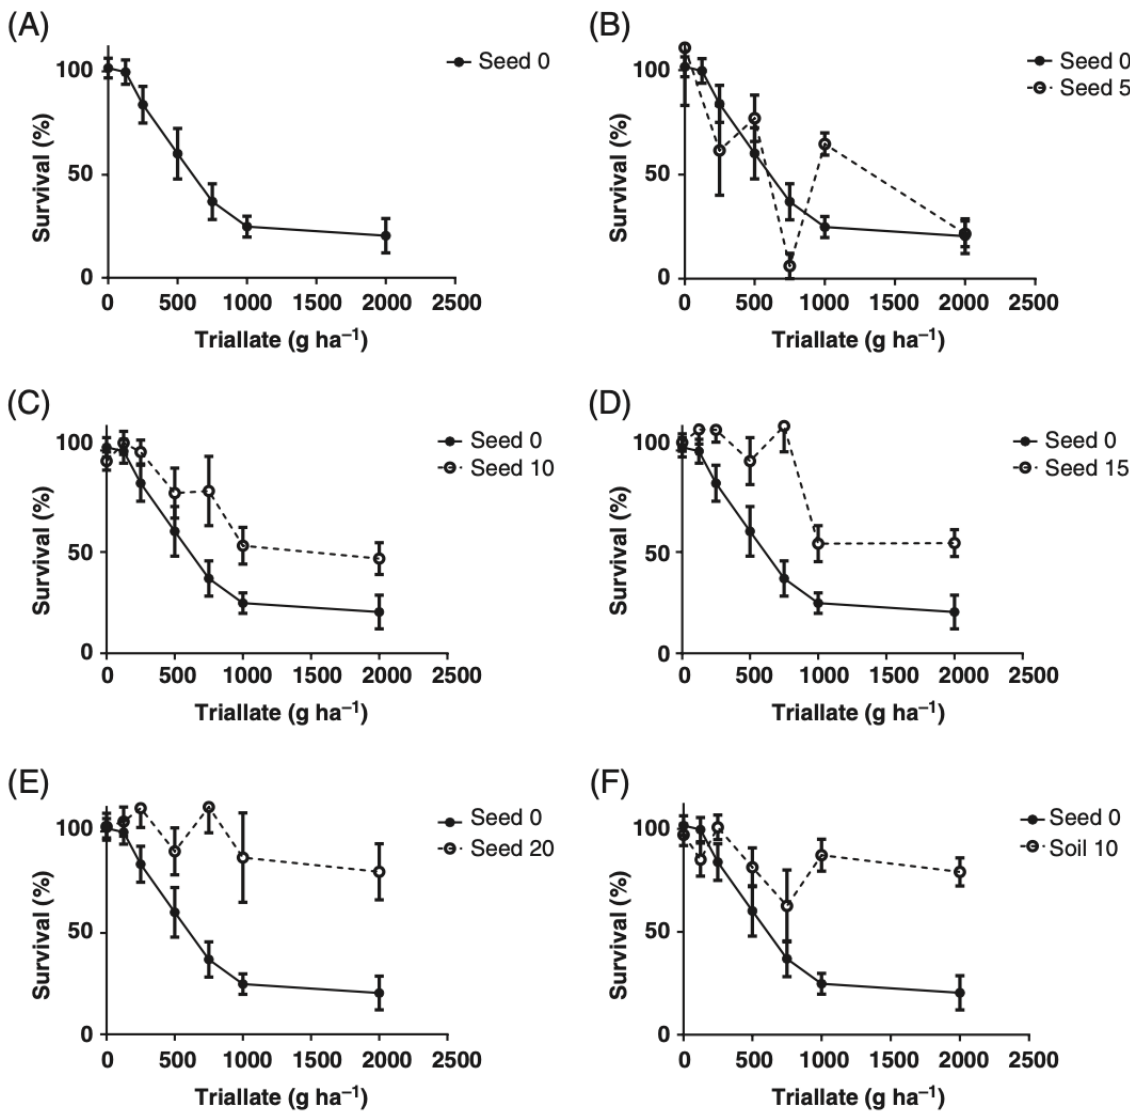 (A)
Seed 0
100
50
0
Survival (%)
0 500 1000 1500 2000 2500
Triallate (g ha⁻¹)
(B)
Seed 0
Seed 5
100
50
0
Survival (%)
0 500 1000 1500 2000 2500
Triallate (g ha⁻¹)
(C)
Seed 0
Seed 10
100
50
0
Survival (%)
0 500 1000 1500 2000 2500
Triallate (g ha⁻¹)
(D)
Seed 0
Seed 15
100
50
0
Survival (%)
0 500 1000 1500 2000 2500
Triallate (g ha⁻¹)
(E)
Seed 0
Seed 20
100
50
0
Survival (%)
0 500 1000 1500 2000 2500
Triallate (g ha⁻¹)
(F)
Seed 0
Soil 10
100
50
0
Survival (%)
0 500 1000 1500 2000 2500
Triallate (g ha⁻¹)